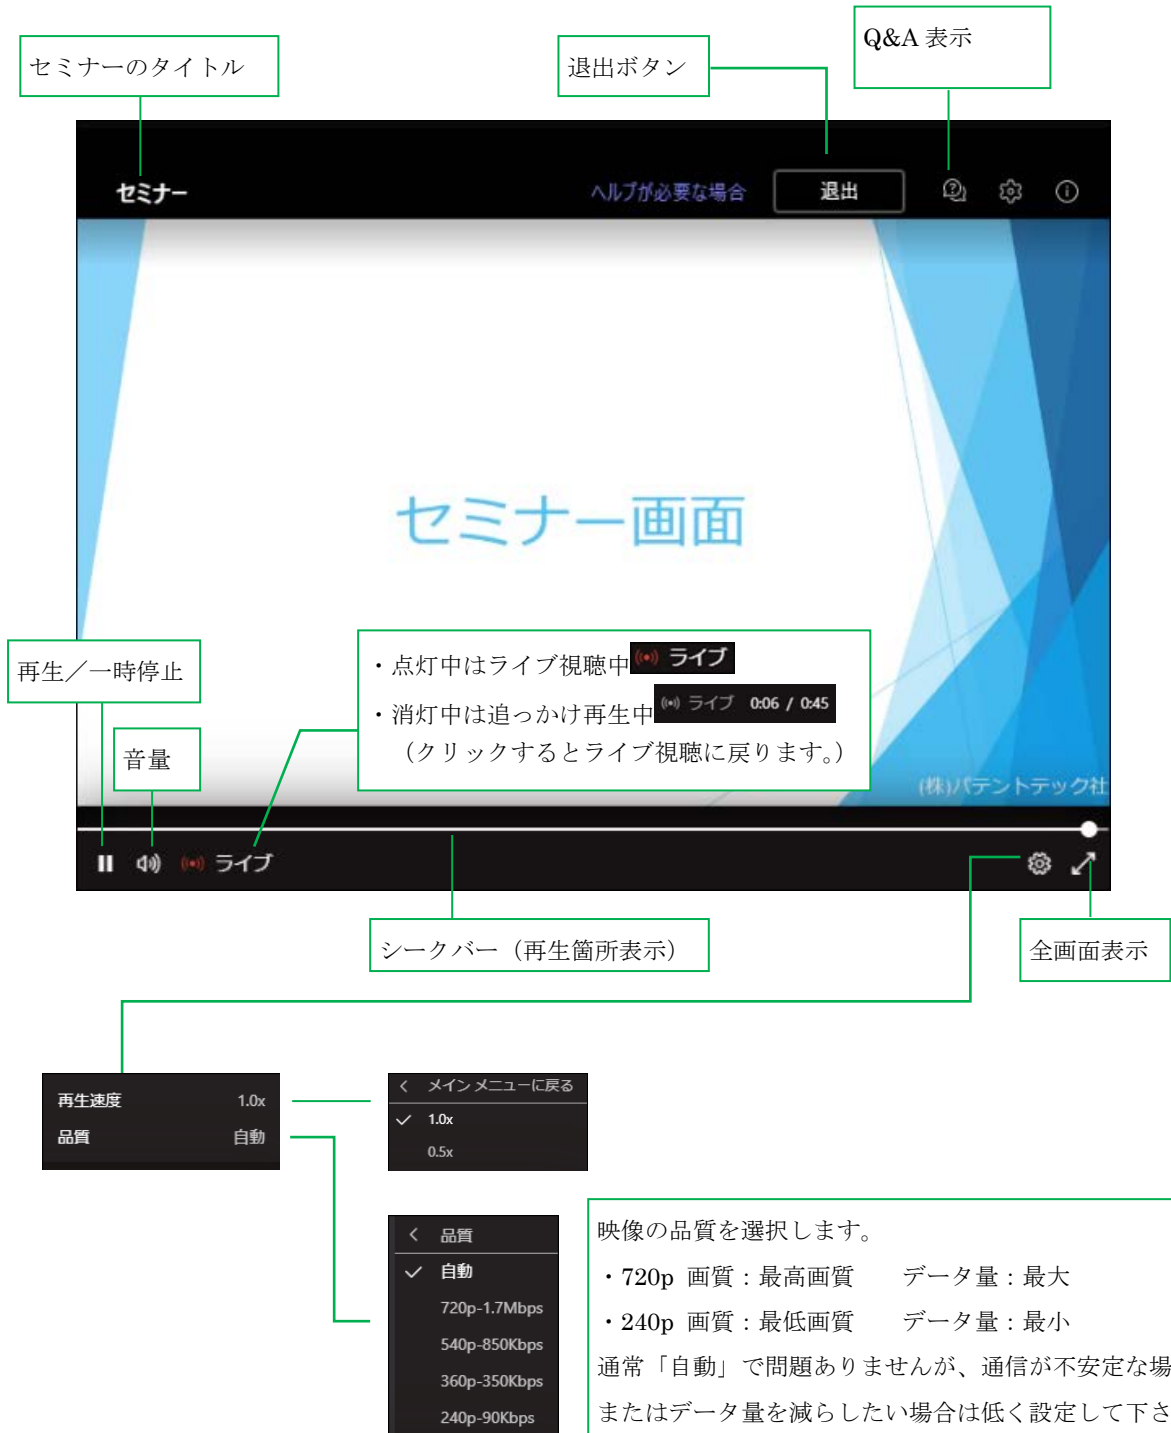 Q&A 表示
セミナーのタイトル
退出ボタン
セミナー
ヘルプが必要な場合
退出
セミナー画面
再生／一時停止
・点灯中はライブ視聴中 ライブ
・消灯中は追っかけ再生中 ライブ 0:06 / 0:45
（クリックするとライブ視聴に戻ります。）
音量
(株)パテントテック社
ライブ
シークバー（再生箇所表示）
全画面表示
再生速度 1.0x
品質 自動
メイン メニューに戻る
1.0x
0.5x
品質
自動
720p-1.7Mbps
540p-850Kbps
360p-350Kbps
240p-90Kbps
映像の品質を選択します。
・720p 画質：最高画質　データ量：最大
・240p 画質：最低画質　データ量：最小
通常「自動」で問題ありませんが、通信が不安定な場
またはデータ量を減らしたい場合は低く設定して下さ